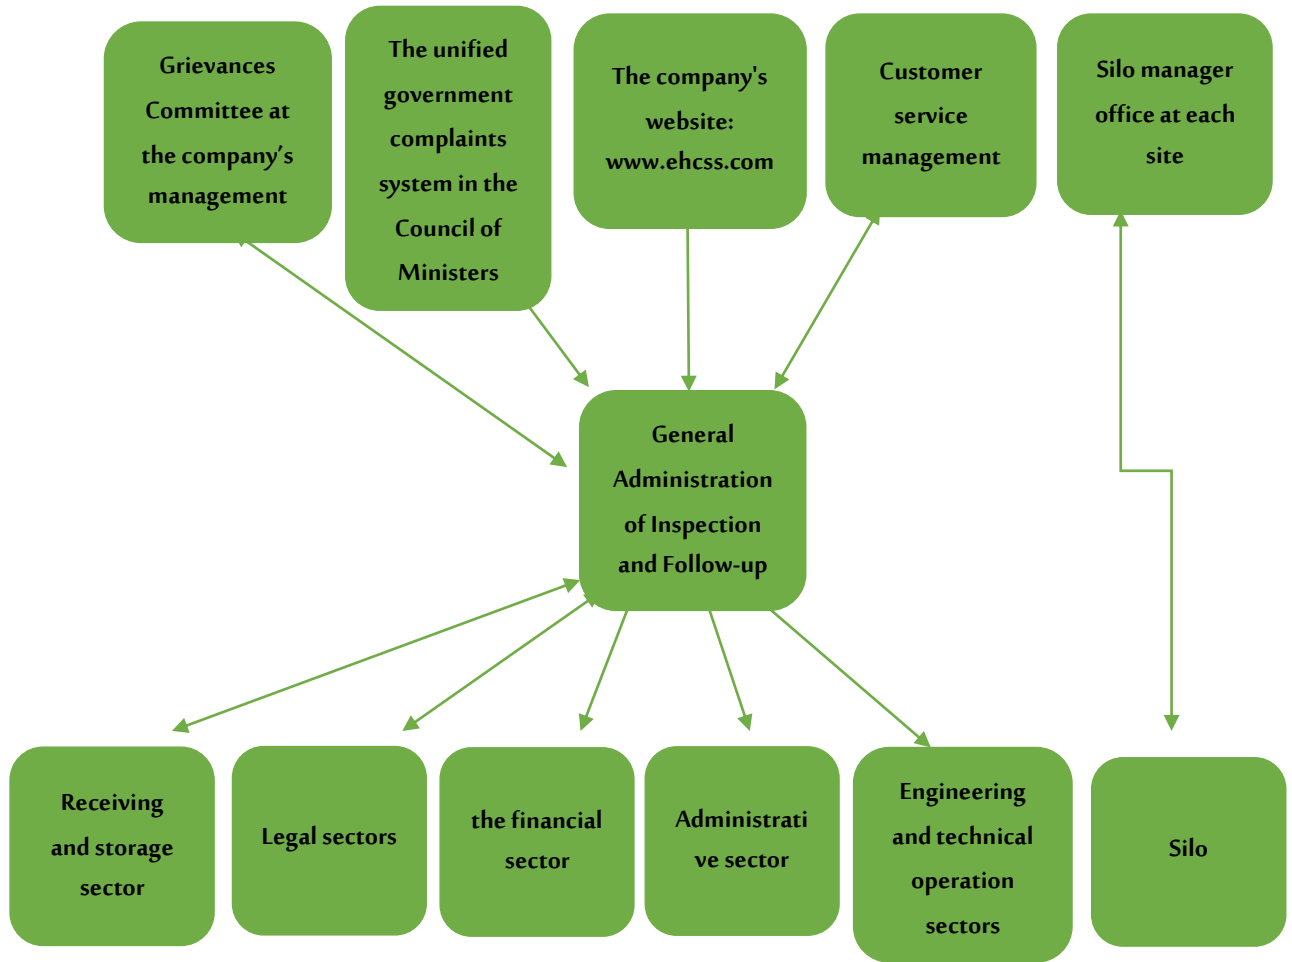 Grievances
Committee at
the company’s
management
The unified
government
complaints
system in the
Council of
Ministers
The company's
website:
www.ehcss.com
Customer
service
management
Silo manager
office at each
site
General
Administration
of Inspection
and Follow-up
Receiving
and storage
sector
Legal sectors
the financial
sector
Administrati
ve sector
Engineering
and technical
operation
sectors
Silo